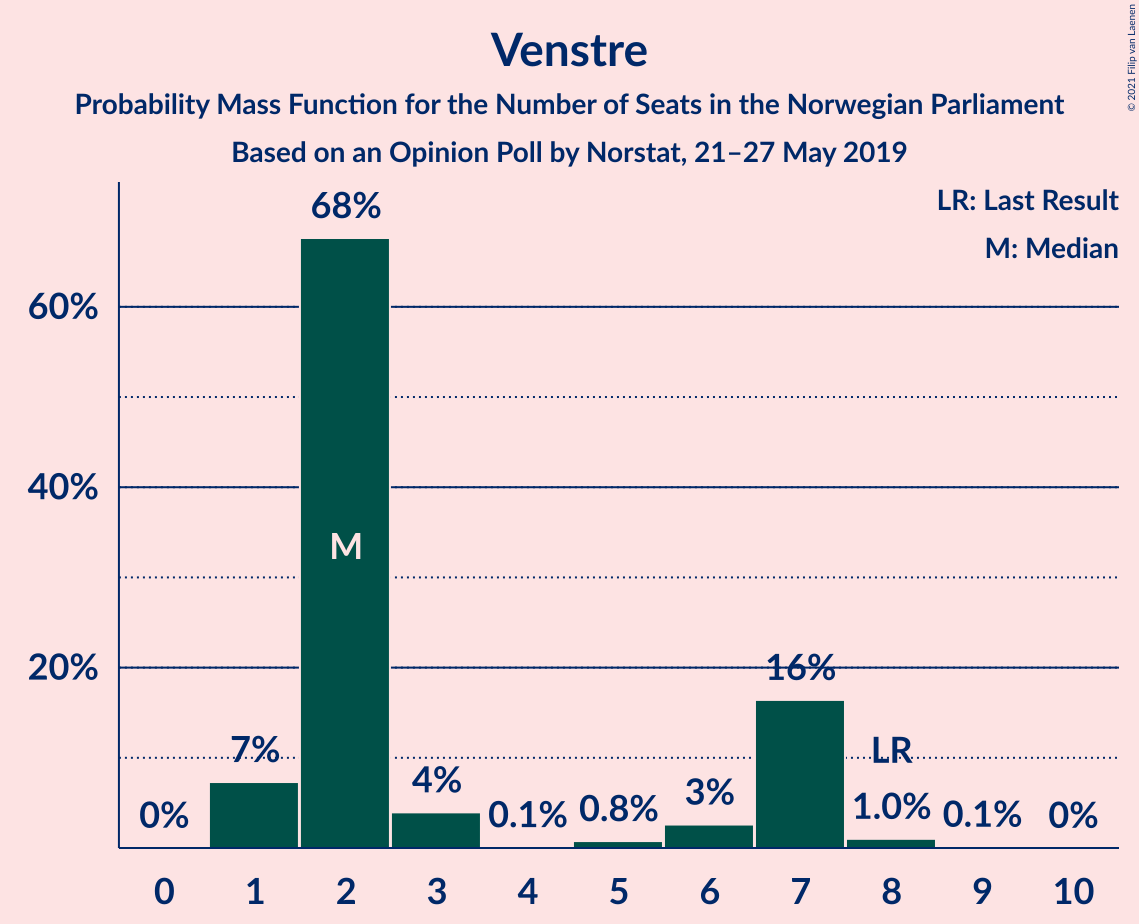 Venstre
Probability Mass Function for the Number of Seats in the Norwegian Parliament
Based on an Opinion Poll by Norstat, 21–27 May 2019
© 2021 Filip van Laenen
LR: Last Result
M: Median
60%
40%
20%
0%
7%
68%
M
4%
0.1%
0.8%
3%
16%
LR
1.0%
0.1%
0%
0 1 2 3 4 5 6 7 8 9 10